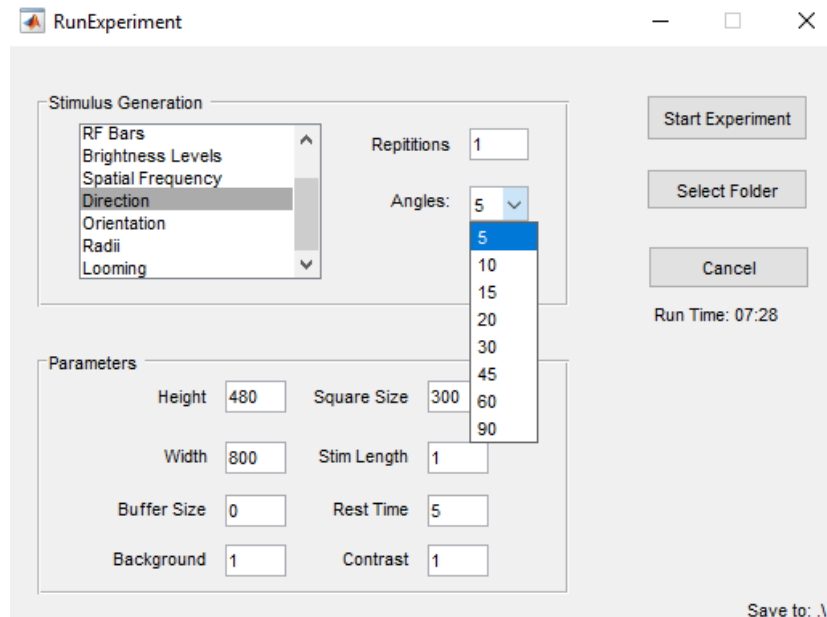 RunExperiment
Stimulus Generation
RF Bars
Brightness Levels
Spatial Frequency
Direction
Orientation
Radii
Looming
Repititions 1
Angles: 5
5
10
15
20
30
45
60
90
Start Experiment
Select Folder
Cancel
Run Time: 07:28
Parameters
Height 480 Square Size 300
Width 800 Stim Length 1
Buffer Size 0 Rest Time 5
Background 1 Contrast 1
Save to: .\